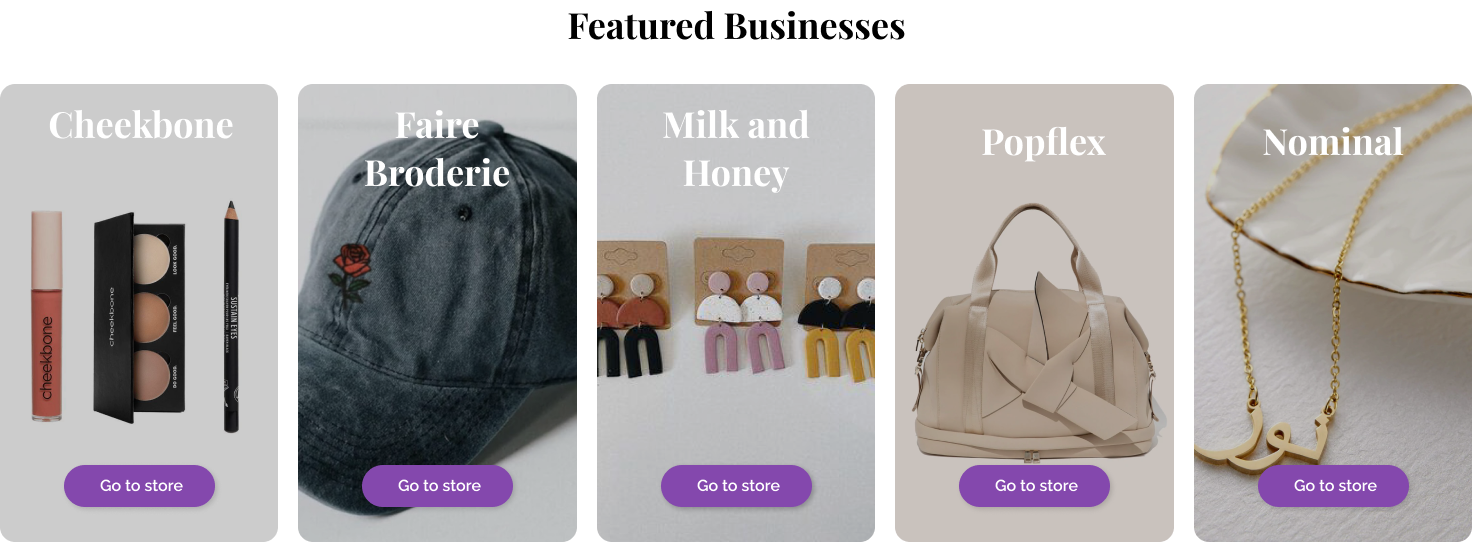 Featured Businesses
Cheekbone
cheekbone
cheekbone
LOOK GOOD.
FEEL GOOD.
DO GOOD.
SUSTAIN EYES
Go to store
Faire
Broderie
Go to store
Milk and
Honey
Go to store
Popflex
Go to store
Nominal
نور
Go to store